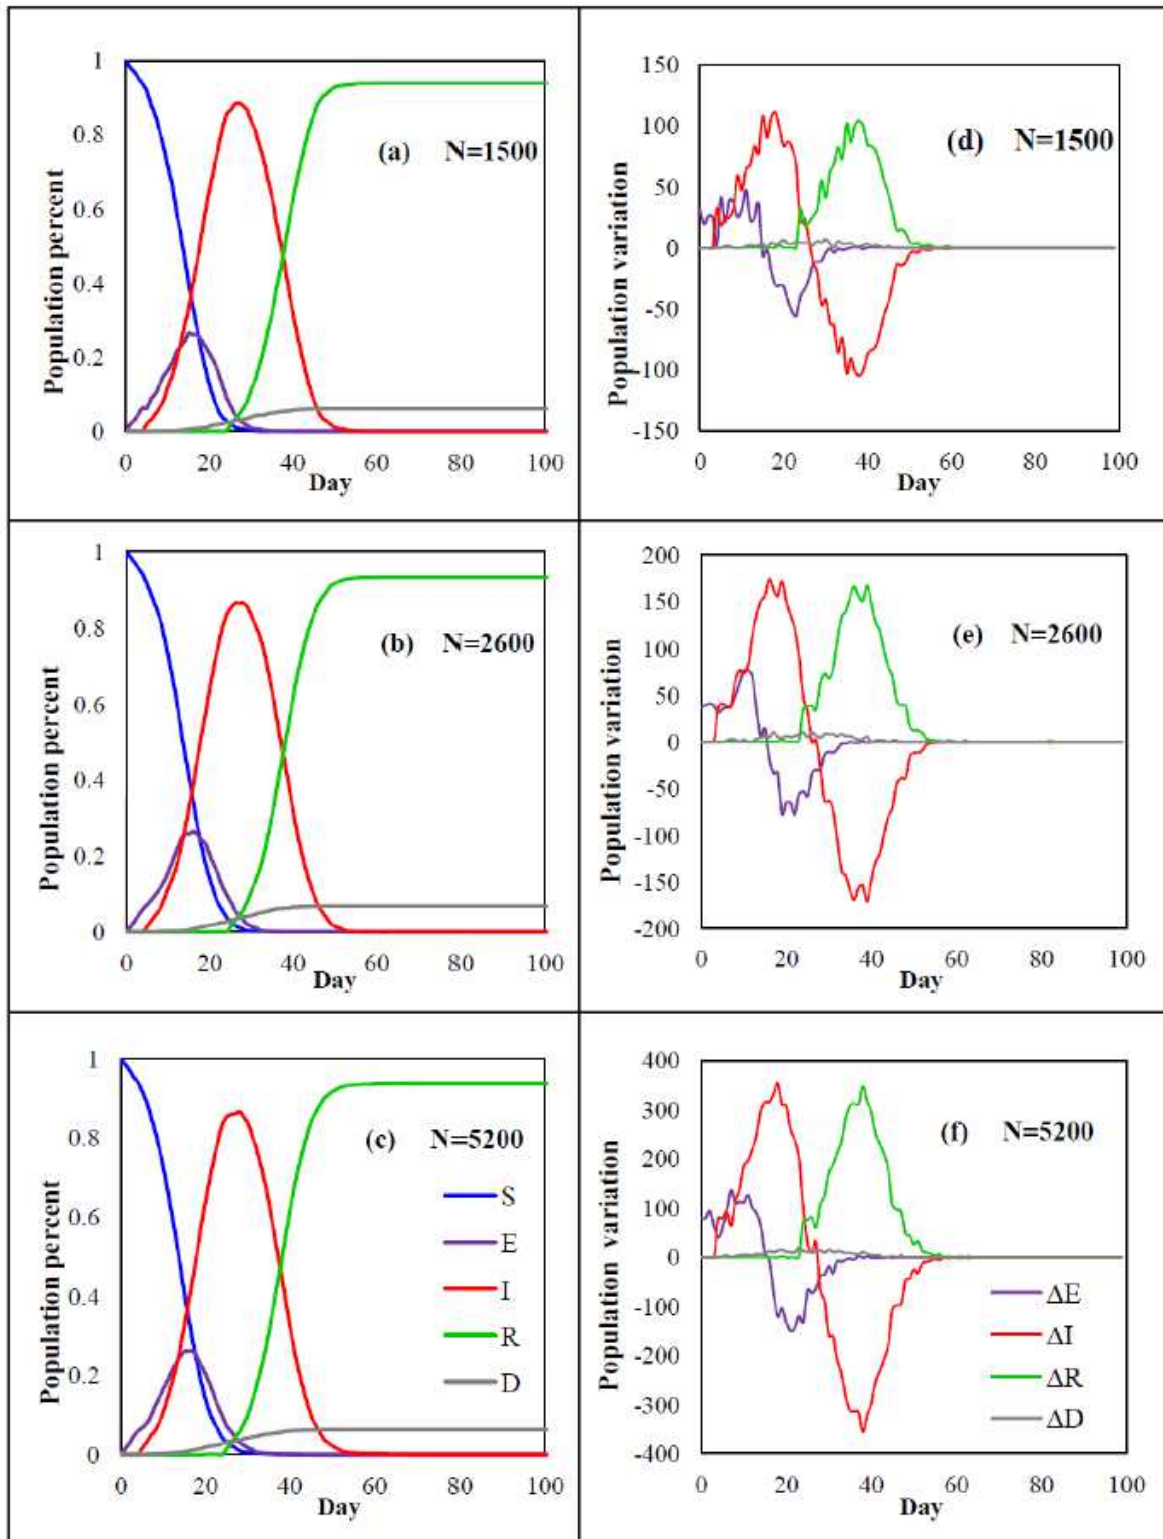 (a) N=1500
Population percent
1
0.8
0.6
0.4
0.2
0
0 20 40 60 80 100
Day
(d) N=1500
Population variation
150
100
50
0
-50
-100
-150
0 20 40 60 80 100
Day
(b) N=2600
Population percent
1
0.8
0.6
0.4
0.2
0
0 20 40 60 80 100
Day
(e) N=2600
Population variation
200
150
100
50
0
-50
-100
-150
-200
0 20 40 60 80 100
Day
(c) N=5200
Population percent
1
0.8
0.6
0.4
0.2
0
S
E
I
R
D
0 20 40 60 80 100
Day
(f) N=5200
Population variation
400
300
200
100
0
-100
-200
-300
-400
ΔE
ΔI
ΔR
ΔD
0 20 40 60 80 100
Day